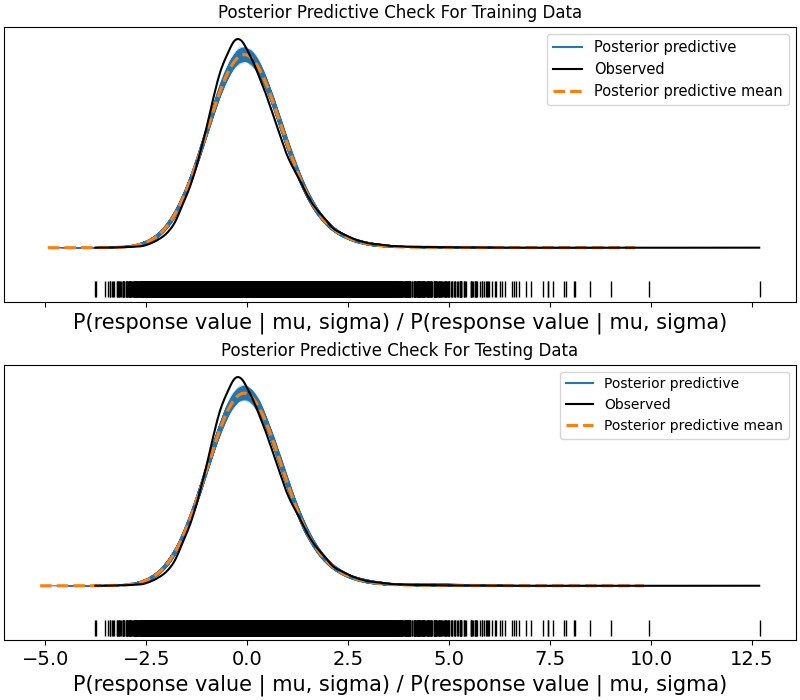 Posterior Predictive Check For Training Data
Posterior predictive
Observed
Posterior predictive mean
P(response value | mu, sigma) / P(response value | mu, sigma)
Posterior Predictive Check For Testing Data
Posterior predictive
Observed
Posterior predictive mean
−5.0 −2.5 0.0 2.5 5.0 7.5 10.0 12.5
P(response value | mu, sigma) / P(response value | mu, sigma)